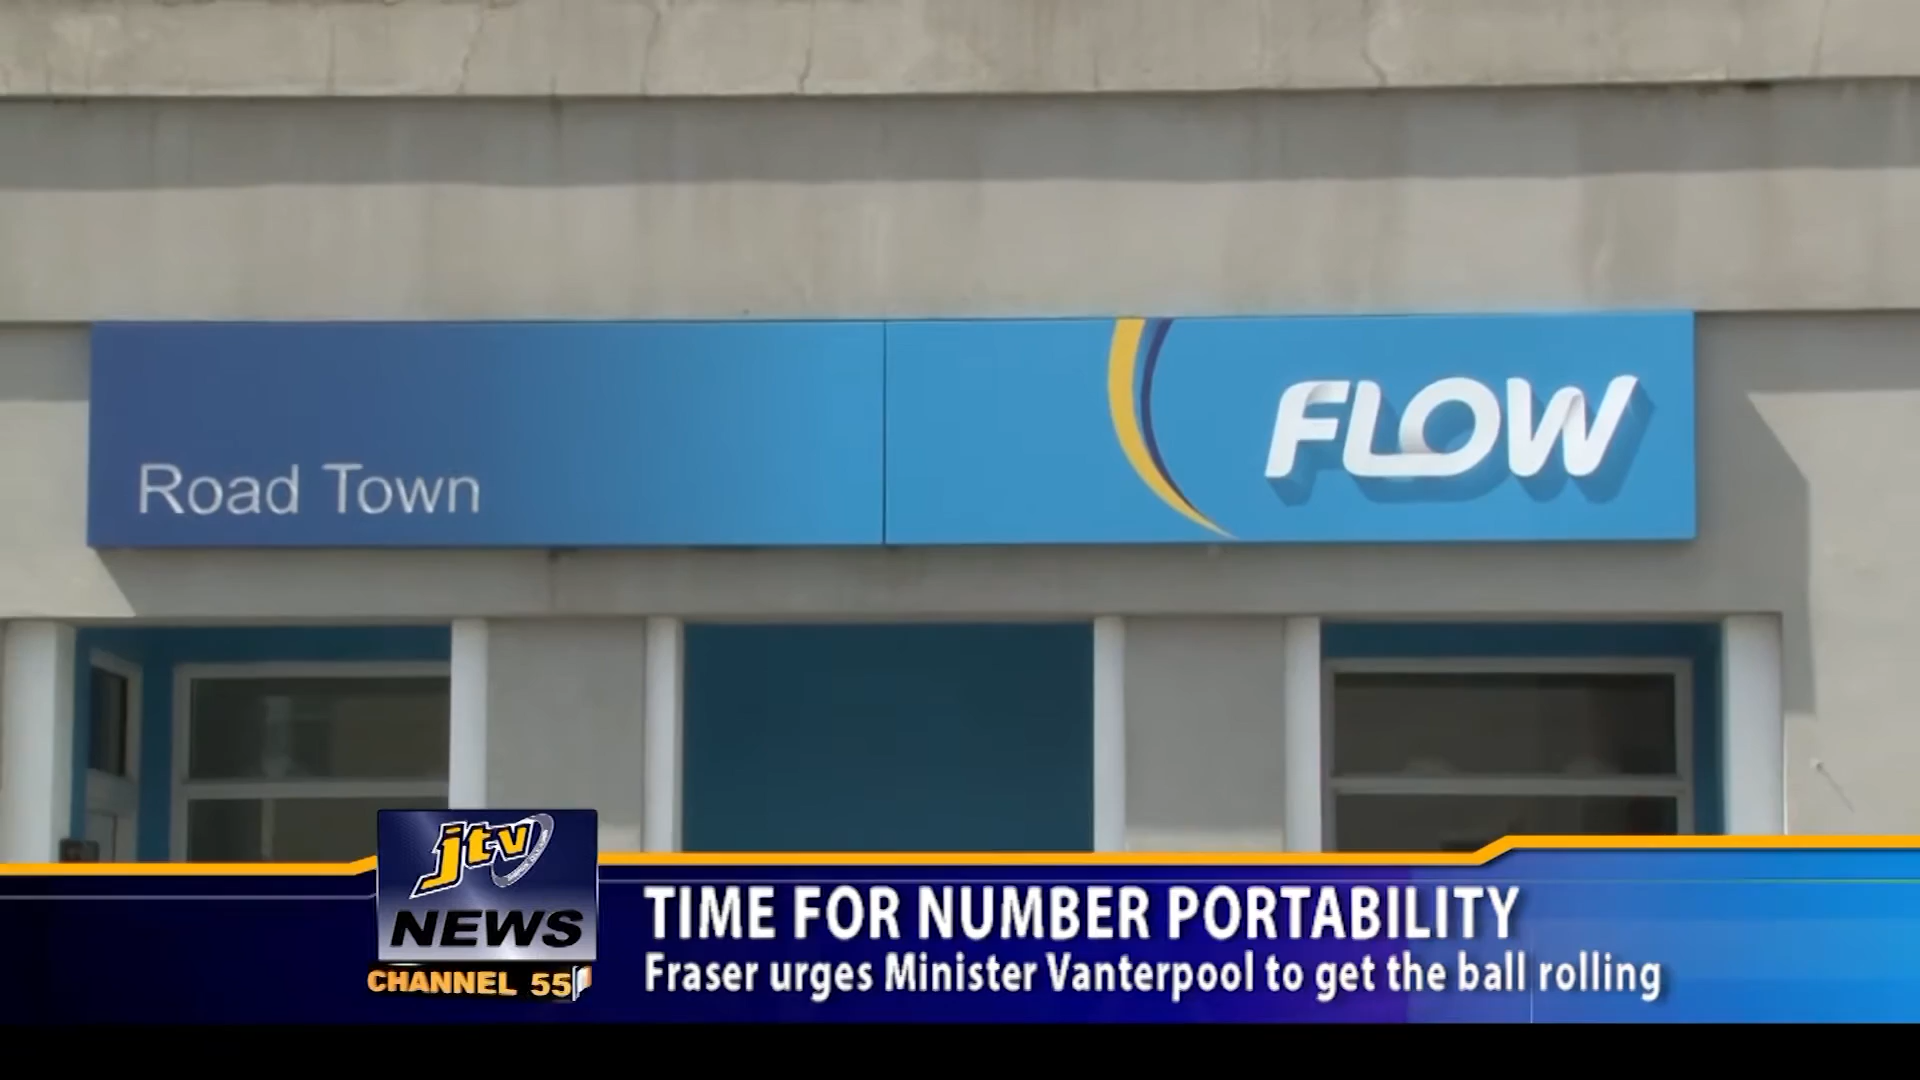 Road Town
FLOW
jtv
NEWS
CHANNEL 55
TIME FOR NUMBER PORTABILITY
Fraser urges Minister Vanterpool to get the ball rolling